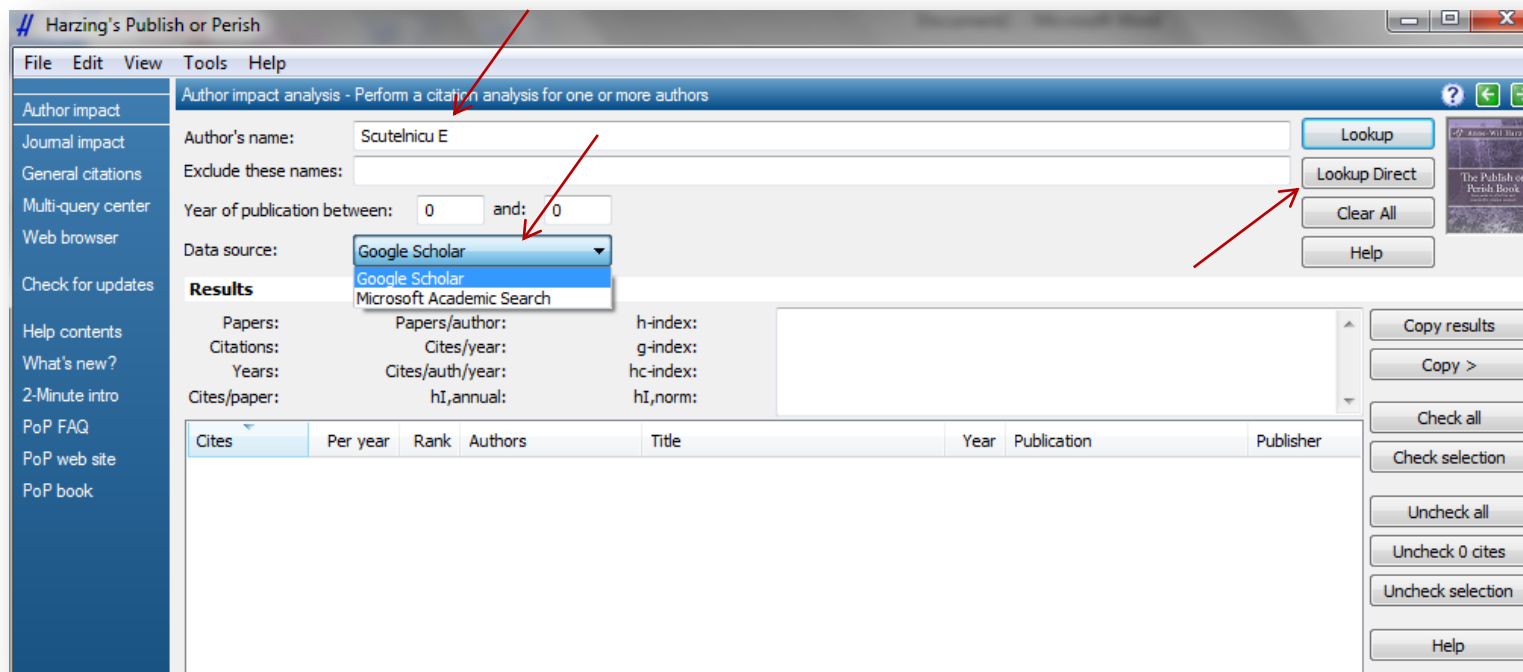 Harzing's Publish or Perish
File Edit View Tools Help
Author impact
Journal impact
General citations
Multi-query center
Web browser
Check for updates
Help contents
What's new?
2-Minute intro
PoP FAQ
PoP web site
PoP book
Author impact analysis - Perform a citation analysis for one or more authors
Author's name: Scutelnicu E
Exclude these names:
Year of publication between: 0 and: 0
Data source: Google Scholar
Google Scholar
Microsoft Academic Search
Lookup
Lookup Direct
Clear All
Help
The Publish or
Perish Book
Results
Papers: Papers/author: h-index:
Citations: Cites/year: g-index:
Years: Cites/auth/year: hc-index:
Cites/paper: hI,annual: hI,norm:
Cites Per year Rank Authors Title Year Publication Publisher
Copy results
Copy >
Check all
Check selection
Uncheck all
Uncheck 0 cites
Uncheck selection
Help